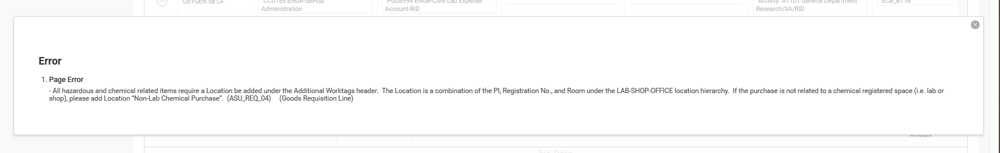 OXYGEN 58 CF
CC0155 ENGR-SBHSE
Administration
PG08994 ENGR-Core Lab Expense
Account-RID
Activity: AT101 General Department
Research/IIA/RID
ECB_B116
Error
1. Page Error
- All hazardous and chemical related items require a Location be added under the Additional Worktags header. The Location is a combination of the PI, Registration No., and Room under the LAB-SHOP-OFFICE location hierarchy. If the purchase is not related to a chemical registered space (i.e. lab or
shop), please add Location “Non-Lab Chemical Purchase”. (ASU_REQ_04) (Goods Requisition Line)
Amount
No Data